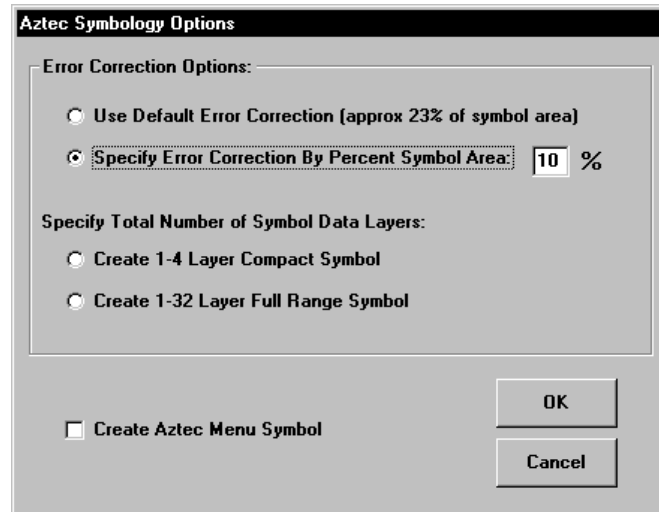 Aztec Symbology Options
Error Correction Options:
Use Default Error Correction (approx 23% of symbol area)
Specify Error Correction By Percent Symbol Area: 10 %
Specify Total Number of Symbol Data Layers:
Create 1-4 Layer Compact Symbol
Create 1-32 Layer Full Range Symbol
OK
Create Aztec Menu Symbol
Cancel